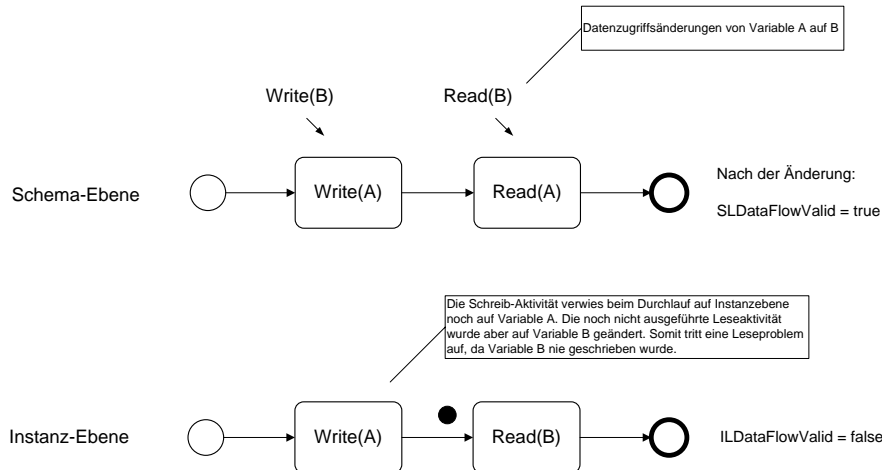 Datenzugriffsänderungen von Variable A auf B
Write(B)
Read(B)
Schema-Ebene
Write(A)
Read(A)
Nach der Änderung:
SLDataFlowValid = true
Die Schreib-Aktivität verwies beim Durchlauf auf Instanzebene
noch auf Variable A. Die noch nicht ausgeführte Leseaktivität
wurde aber auf Variable B geändert. Somit tritt eine Leseproblem
auf, da Variable B nie geschrieben wurde.
Instanz-Ebene
Write(A)
Read(B)
ILDataFlowValid = false